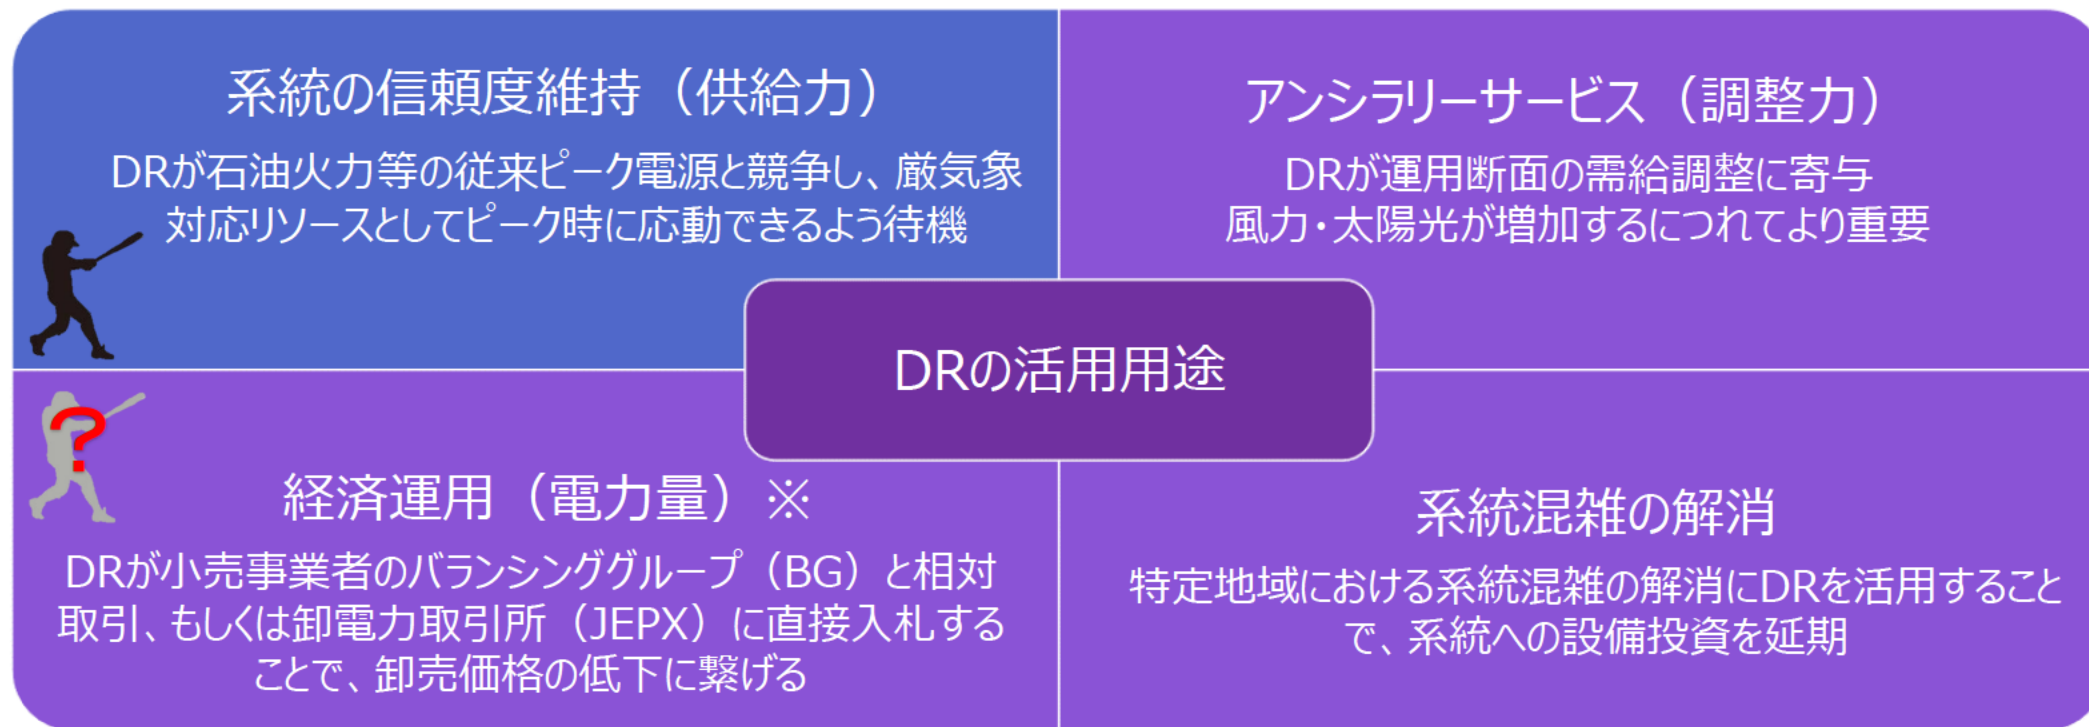 系統の信頼度維持（供給力）
DRが石油火力等の従来ピーク電源と競争し、厳気象
対応リソースとしてピーク時に応動できるよう待機
アンシラリーサービス（調整力）
DRが運用断面の需給調整に寄与
風力・太陽光が増加するにつれてより重要
DRの活用用途
?
経済運用（電力量）※
DRが小売事業者のバランシンググループ（BG）と相対
取引、もしくは卸電力取引所（JEPX）に直接入札する
ことで、卸売価格の低下に繋げる
系統混雑の解消
特定地域における系統混雑の解消にDRを活用すること
で、系統への設備投資を延期